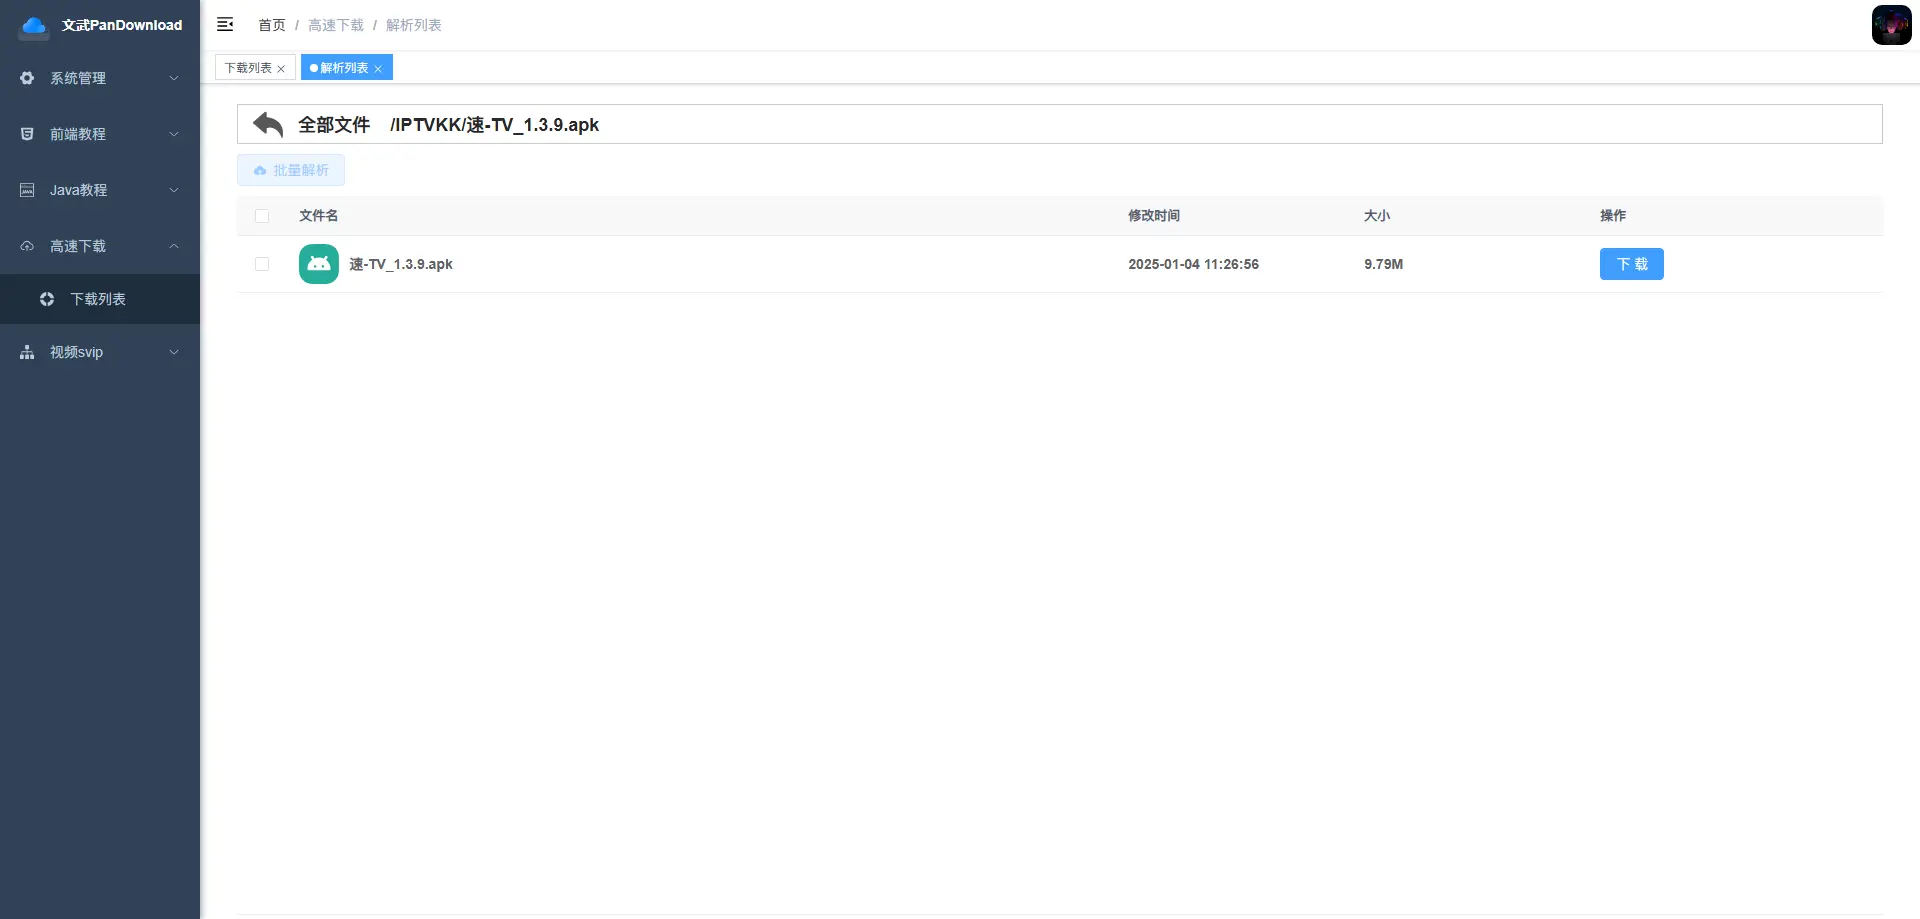 文武PanDownload
系统管理
前端教程
Java教程
高速下载
下载列表
视频svip
首页 / 高速下载 / 解析列表
下载列表 × 解析列表 ×
全部文件 /IPTVKK/速-TV_1.3.9.apk
批量解析
文件名 修改时间 大小 操作
速-TV_1.3.9.apk 2025-01-04 11:26:56 9.79M 下 载